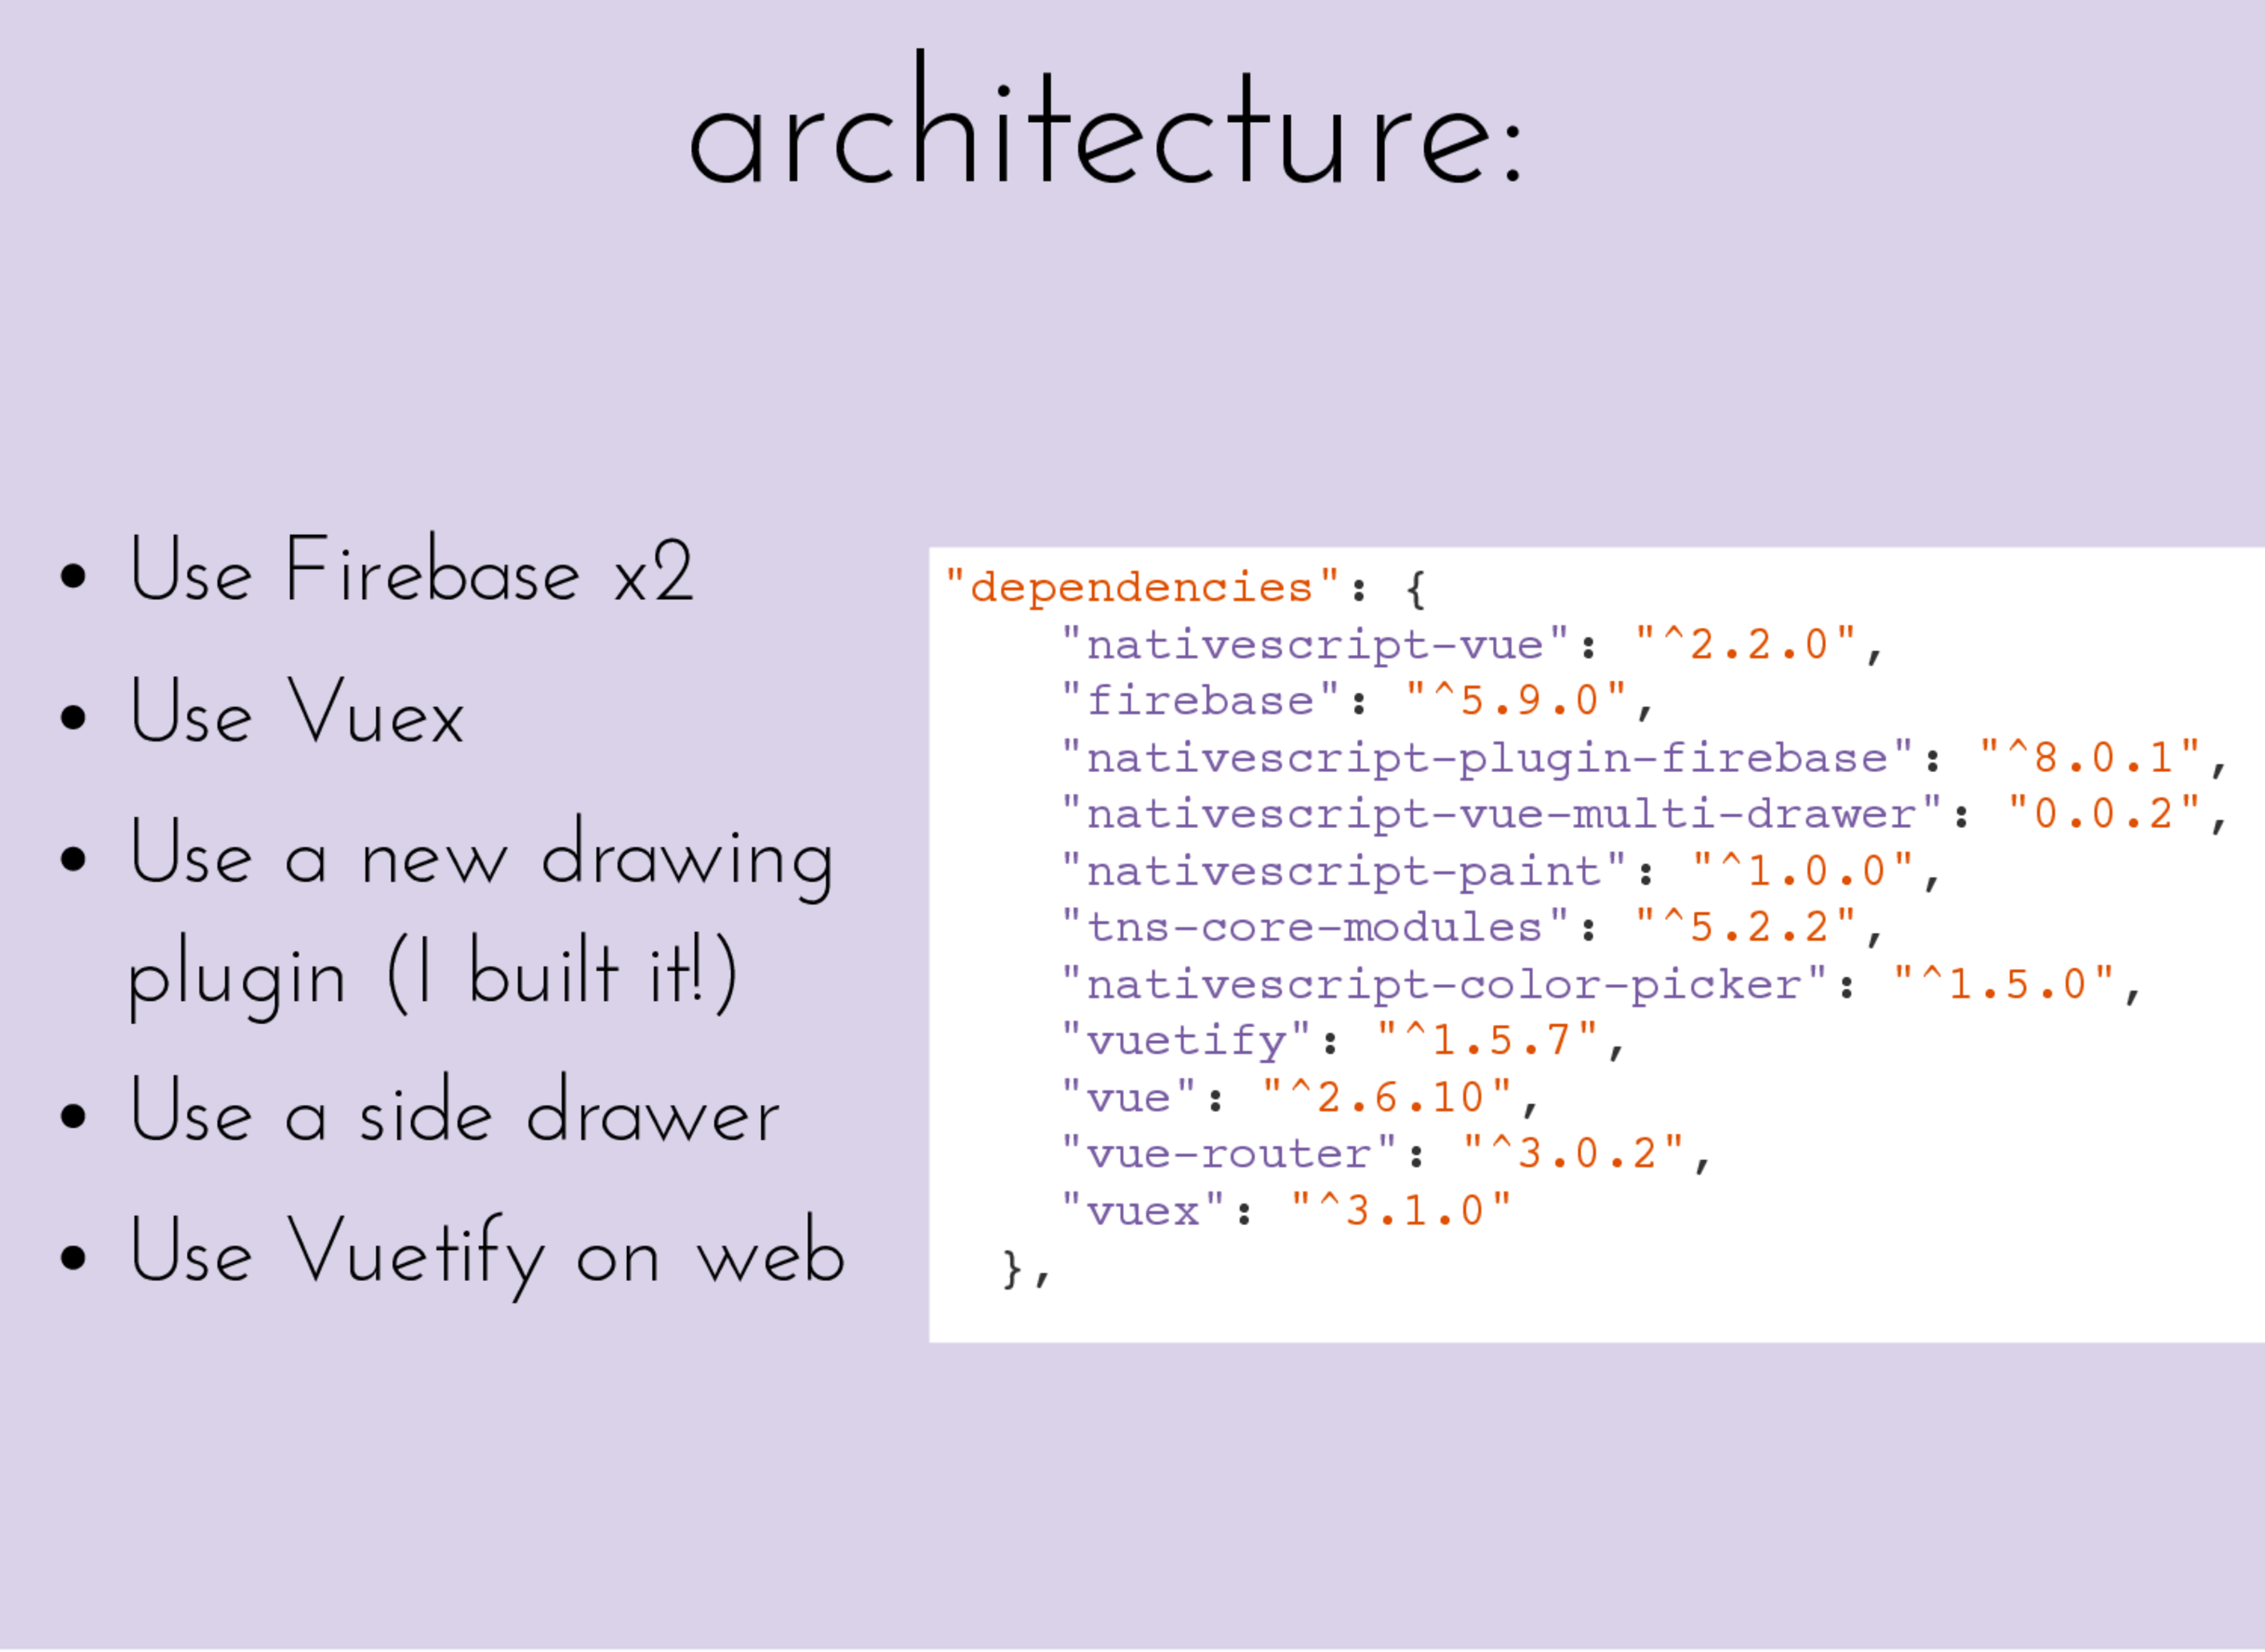 architecture:
• Use Firebase x2
• Use Vuex
• Use a new drawing
plugin (I built it!)
• Use a side drawer
• Use Vuetify on web
"dependencies": {
"nativescript-vue": "^2.2.0",
"firebase": "^5.9.0",
"nativescript-plugin-firebase": "^8.0.1",
"nativescript-vue-multi-drawer": "0.0.2",
"nativescript-paint": "^1.0.0",
"tns-core-modules": "^5.2.2",
"nativescript-color-picker": "^1.5.0",
"vuetify": "^1.5.7",
"vue": "^2.6.10",
"vue-router": "^3.0.2",
"vuex": "^3.1.0"
},